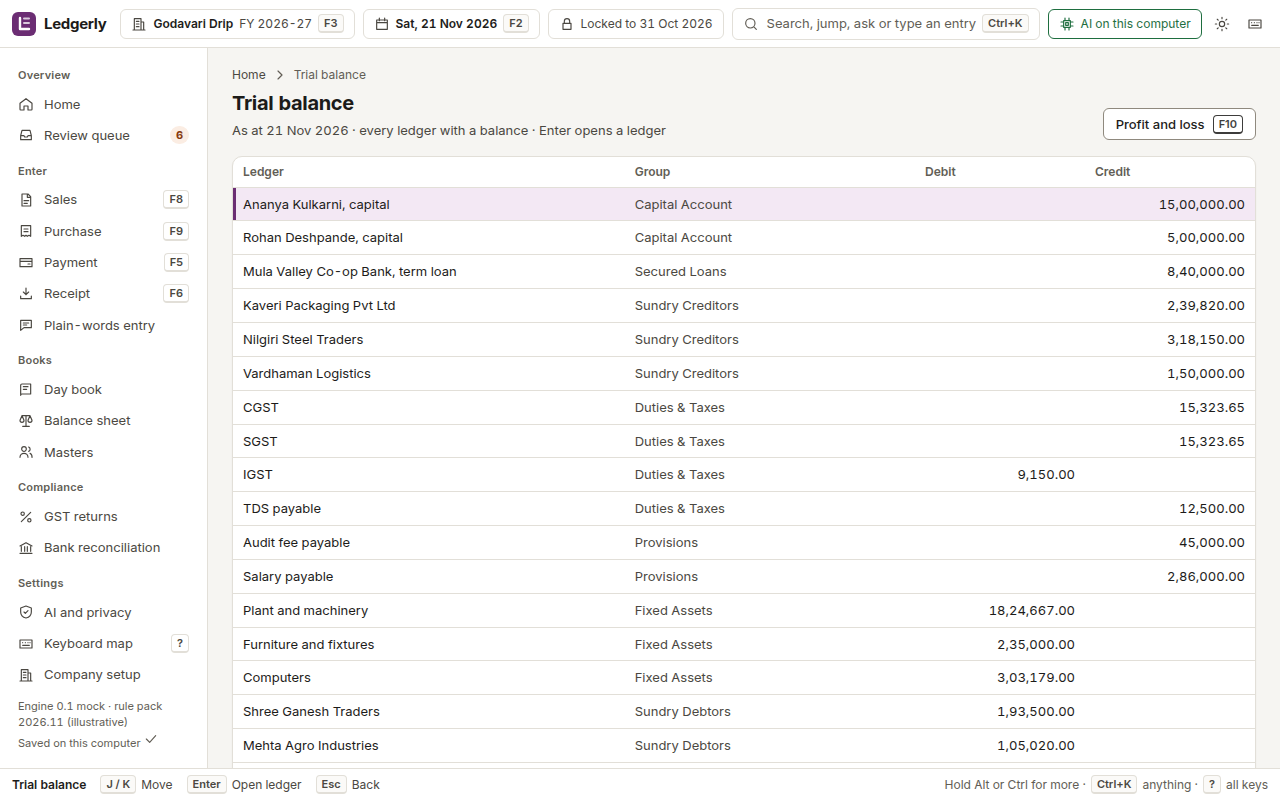 Ledgerly
Godavari Drip FY 2026-27 F3
Sat, 21 Nov 2026 F2
Locked to 31 Oct 2026
Search, jump, ask or type an entry Ctrl+K
AI on this computer
Overview
Home
Review queue 6
Enter
Sales F8
Purchase F9
Payment F5
Receipt F6
Plain-words entry
Books
Day book
Balance sheet
Masters
Compliance
GST returns
Bank reconciliation
Settings
AI and privacy
Keyboard map ?
Company setup
Engine 0.1 mock · rule pack
2026.11 (illustrative)
Saved on this computer
Home > Trial balance
Trial balance
As at 21 Nov 2026 · every ledger with a balance · Enter opens a ledger
Profit and loss F10
Ledger Group Debit Credit
Ananya Kulkarni, capital Capital Account 15,00,000.00
Rohan Deshpande, capital Capital Account 5,00,000.00
Mula Valley Co-op Bank, term loan Secured Loans 8,40,000.00
Kaveri Packaging Pvt Ltd Sundry Creditors 2,39,820.00
Nilgiri Steel Traders Sundry Creditors 3,18,150.00
Vardhaman Logistics Sundry Creditors 1,50,000.00
CGST Duties & Taxes 15,323.65
SGST Duties & Taxes 15,323.65
IGST Duties & Taxes 9,150.00
TDS payable Duties & Taxes 12,500.00
Audit fee payable Provisions 45,000.00
Salary payable Provisions 2,86,000.00
Plant and machinery Fixed Assets 18,24,667.00
Furniture and fixtures Fixed Assets 2,35,000.00
Computers Fixed Assets 3,03,179.00
Shree Ganesh Traders Sundry Debtors 1,93,500.00
Mehta Agro Industries Sundry Debtors 1,05,020.00
Trial balance J / K Move Enter Open ledger Esc Back
Hold Alt or Ctrl for more · Ctrl+K anything · ? all keys